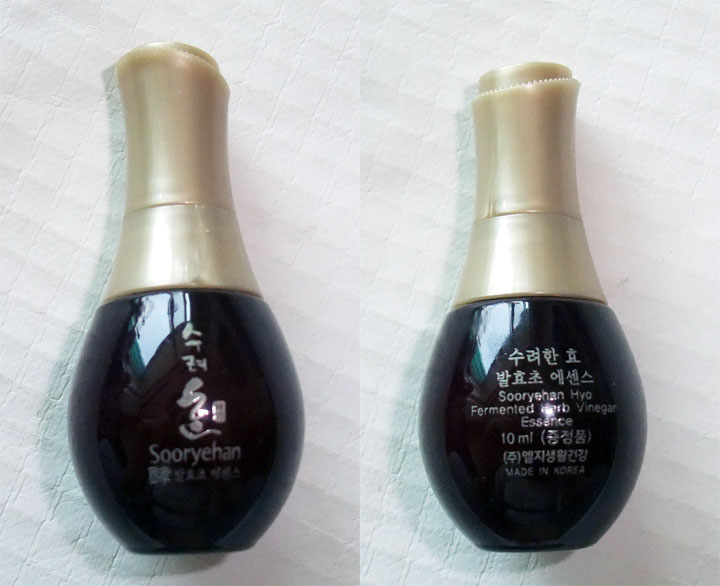 수려한
Sooryehan
발효초 에센스
수려한 효
발효초 에센스
Sooryehan Hyo
Fermented Herb Vinegar
Essence
10 ml (증정품)
(주)엘지생활건강
MADE IN KOREA